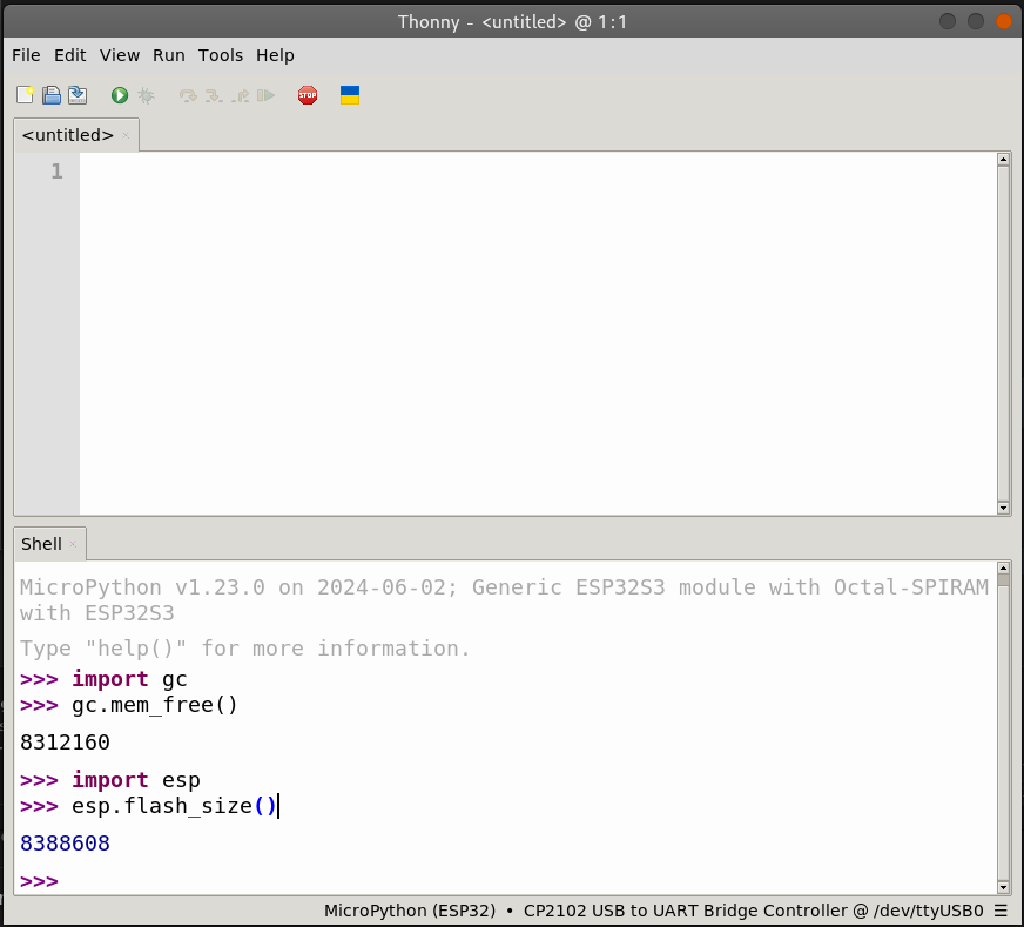 Thonny - <untitled> @ 1:1
File Edit View Run Tools Help
STOP
<untitled>
1
Shell
MicroPython v1.23.0 on 2024-06-02; Generic ESP32S3 module with Octal-SPIRAM
with ESP32S3
Type "help()" for more information.
>>> import gc
>>> gc.mem_free()
8312160
>>> import esp
>>> esp.flash_size()
8388608
>>>
MicroPython (ESP32) • CP2102 USB to UART Bridge Controller @ /dev/ttyUSB0 ☰